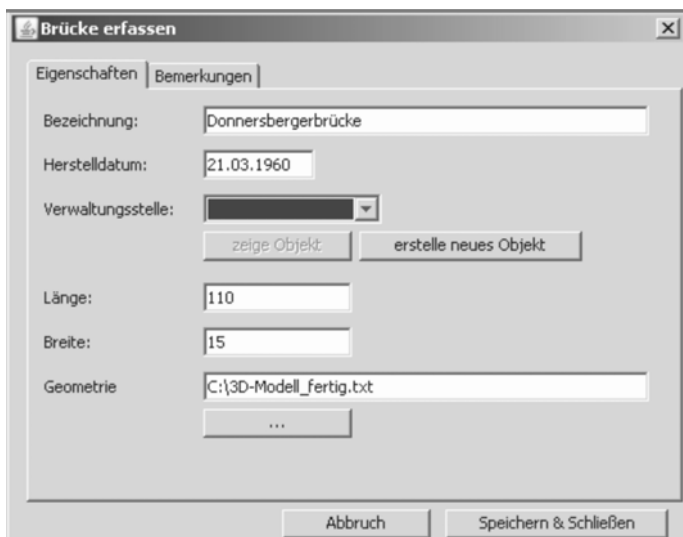 Brücke erfassen
Eigenschaften Bemerkungen
Bezeichnung: Donnersbergerbrücke
Herstelldatum: 21.03.1960
Verwaltungsstelle:
zeige Objekt erstelle neues Objekt
Länge: 110
Breite: 15
Geometrie C:\3D-Modell_fertig.txt
...
Abbruch Speichern & Schließen